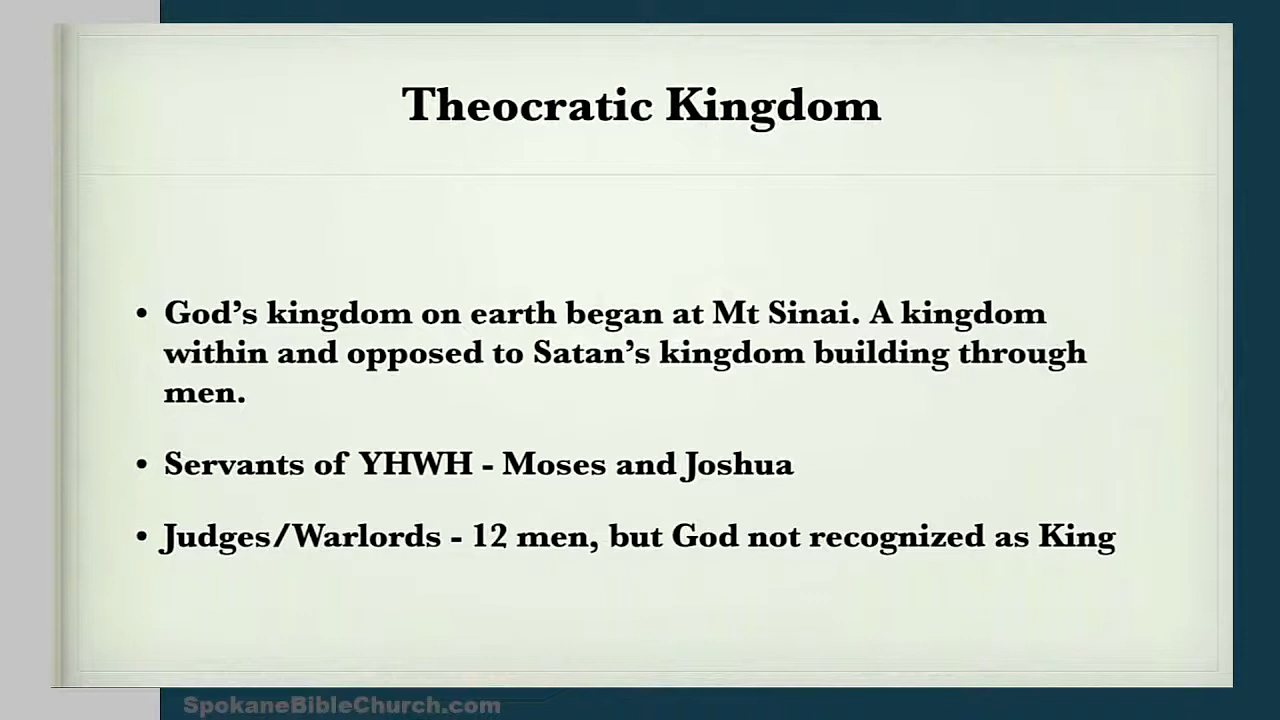 Theocratic Kingdom
• God’s kingdom on earth began at Mt Sinai. A kingdom
within and opposed to Satan’s kingdom building through
men.
• Servants of YHWH - Moses and Joshua
• Judges/Warlords - 12 men, but God not recognized as King
SpokaneBibleChurch.com